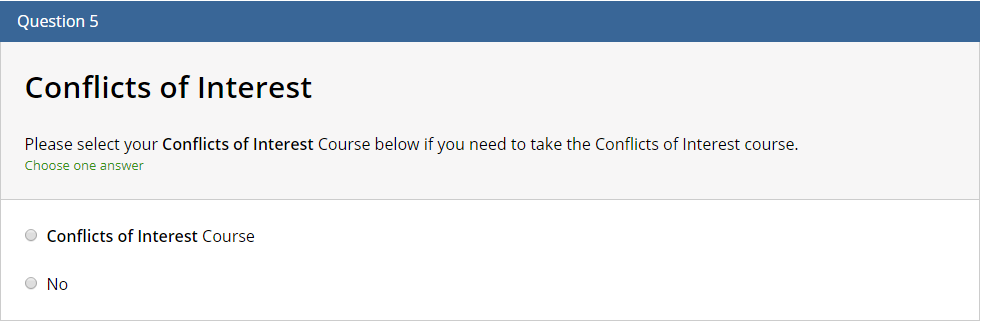 Question 5
Conflicts of Interest
Please select your Conflicts of Interest Course below if you need to take the Conflicts of Interest course.
Choose one answer
Conflicts of Interest Course
No